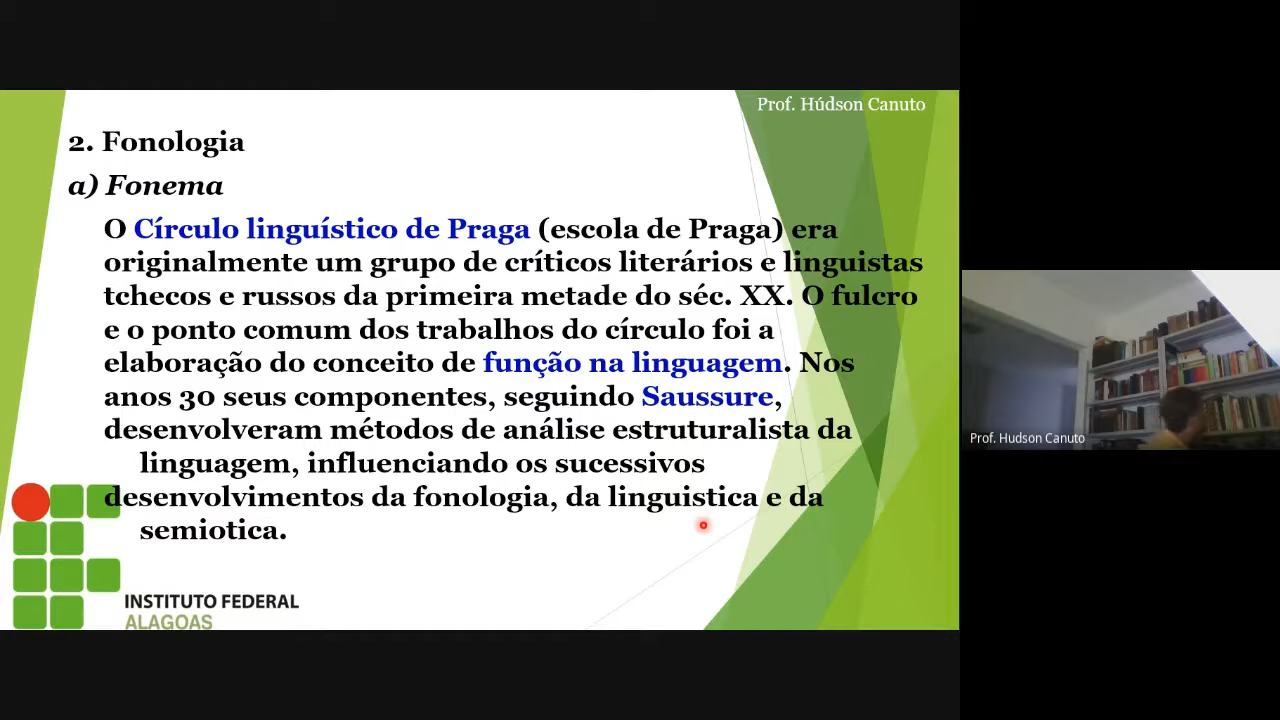 Prof. Húdson Canuto
2. Fonologia
a) Fonema
O Círculo linguístico de Praga (escola de Praga) era
originalmente um grupo de críticos literários e linguistas
tchecos e russos da primeira metade do séc. XX. O fulcro
e o ponto comum dos trabalhos do círculo foi a
elaboração do conceito de função na linguagem. Nos
anos 30 seus componentes, seguindo Saussure,
desenvolveram métodos de análise estruturalista da
linguagem, influenciando os sucessivos
desenvolvimentos da fonologia, da linguistica e da
semiotica.
INSTITUTO FEDERAL
ALAGOAS
Prof. Hudson Canuto